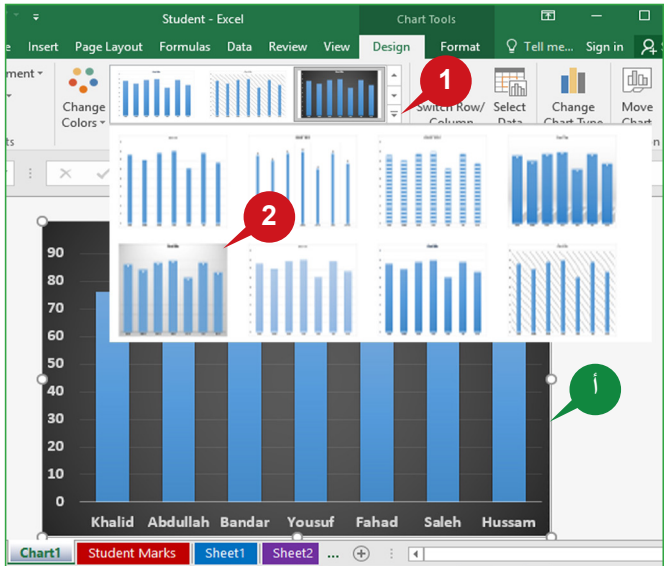 Student - Excel
Chart Tools
Insert Page Layout Formulas Data Review View Design Format Tell me... Sign in
1
Change
Colors
Switch Row/
Column
Select
Data
Change
Chart Type
Move
Chart
2
90
80
70
60
50
40
30
20
10
0
أ
Khalid Abdullah Bandar Yousuf Fahad Saleh Hussam
Chart1 Student Marks Sheet1 Sheet2 ...